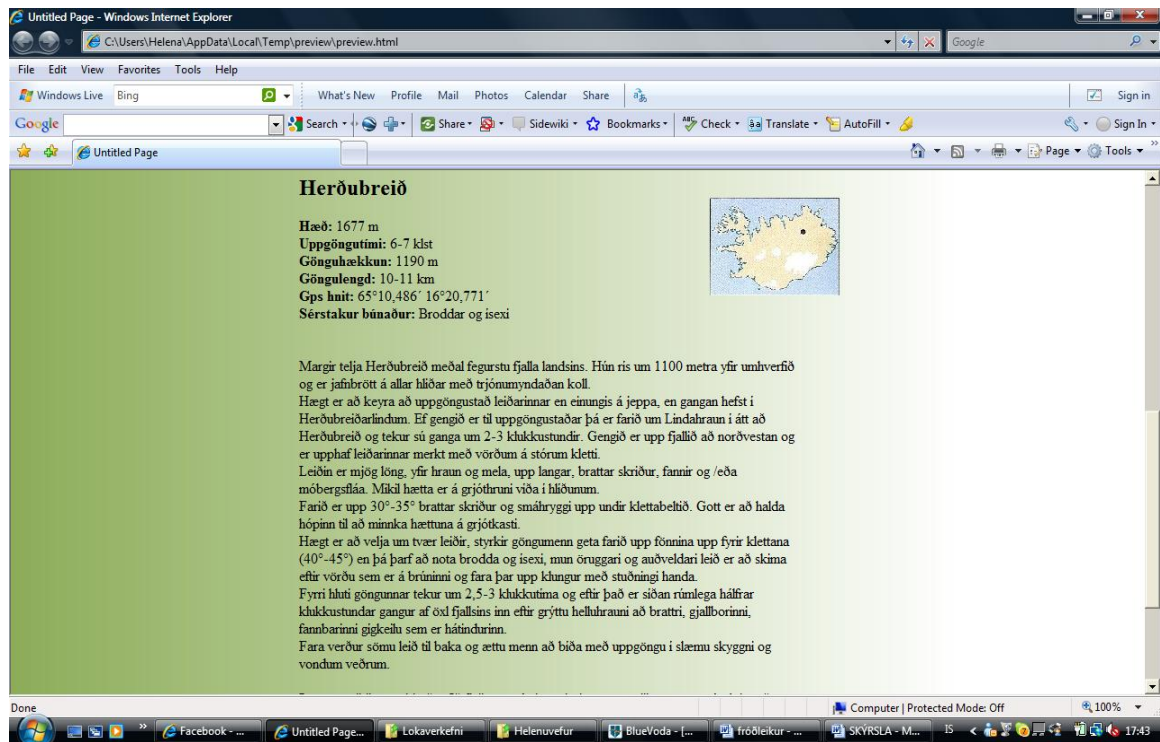 Untitled Page - Windows Internet Explorer
C:\Users\Helena\AppData\Local\Temp\preview\preview.html
Google
File Edit View Favorites Tools Help
Windows Live Bing What's New Profile Mail Photos Calendar Share Sign in
Google Search Share Sidewiki Bookmarks Check Translate AutoFill Sign In
Untitled Page Page Tools
Herðubreið
Hæð: 1677 m
Uppgöngutími: 6-7 klst
Gönguhækkun: 1190 m
Göngulengd: 10-11 km
Gps hnit: 65°10,486´ 16°20,771´
Sérstakur búnaður: Broddar og ísexi
Margir telja Herðubreið meðal fegurstu fjalla landsins. Hún rís um 1100 metra yfir umhverfið
og er jafnbrött á allar hliðar með trjónumyndaðan koll.
Hægt er að keyra að uppgöngustað leiðarinnar en einungis á jeppa, en gangan hefst í
Herðubreiðarlindum. Ef gengið er til uppgöngustaðar þá er farið um Lindahraun í átt að
Herðubreið og tekur sú ganga um 2-3 klukkustundir. Gengið er upp fjallið að norðvestan og
er upphaf leiðarinnar merkt með vörðum á stórum kletti.
Leiðin er mjög löng, yfir hraun og mela, upp langar, brattar skriður, fannir og /eða
móbergsfláa. Mikil hætta er á grjóthruni víða í hlíðunum.
Farið er upp 30°-35° brattar skriður og smáhryggi upp undir klettabeltið. Gott er að halda
hópinn til að minnka hættuna á grjótkasti.
Hægt er að velja um tvær leiðir, styrkir göngumenn geta farið upp fönnina upp fyrir klettana
(40°-45°) en þá þarf að nota brodda og ísexi, mun öruggari og auðveldari leið er að skima
eftir vörðu sem er á brúninni og fara þar upp klungur með stuðningi handa.
Fyrri hluti göngunnar tekur um 2,5-3 klukkutíma og eftir það er síðan rúmlega hálfrar
klukkustundar gangur af öxl fjallsins inn eftir grýttu helluhrauni að brattri, gjallborinni,
fannbarinni gígkeilu sem er hátindurinn.
Fara verður sömu leið til baka og ættu menn að bíða með uppgöngu í slæmu skyggni og
vondum veðrum.
Done Computer | Protected Mode: Off 100%
Facebook - ... Untitled Page... Lokaverkefni Helenuvefur BlueVoda - [... fróðleikur - ... SKÝRSLA - M... IS 17:43